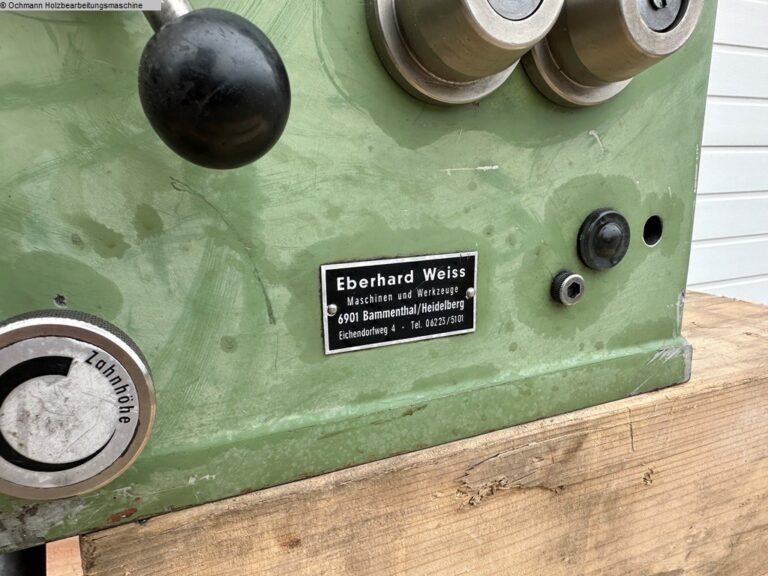 © Ochmann Holzbearbeitungsmaschine
Eberhard Weiss
Maschinen und Werkzeuge
6901 Bammenthal/Heidelberg
Eichendorfweg 4 - Tel. 06223/5101
Zahnhöhe